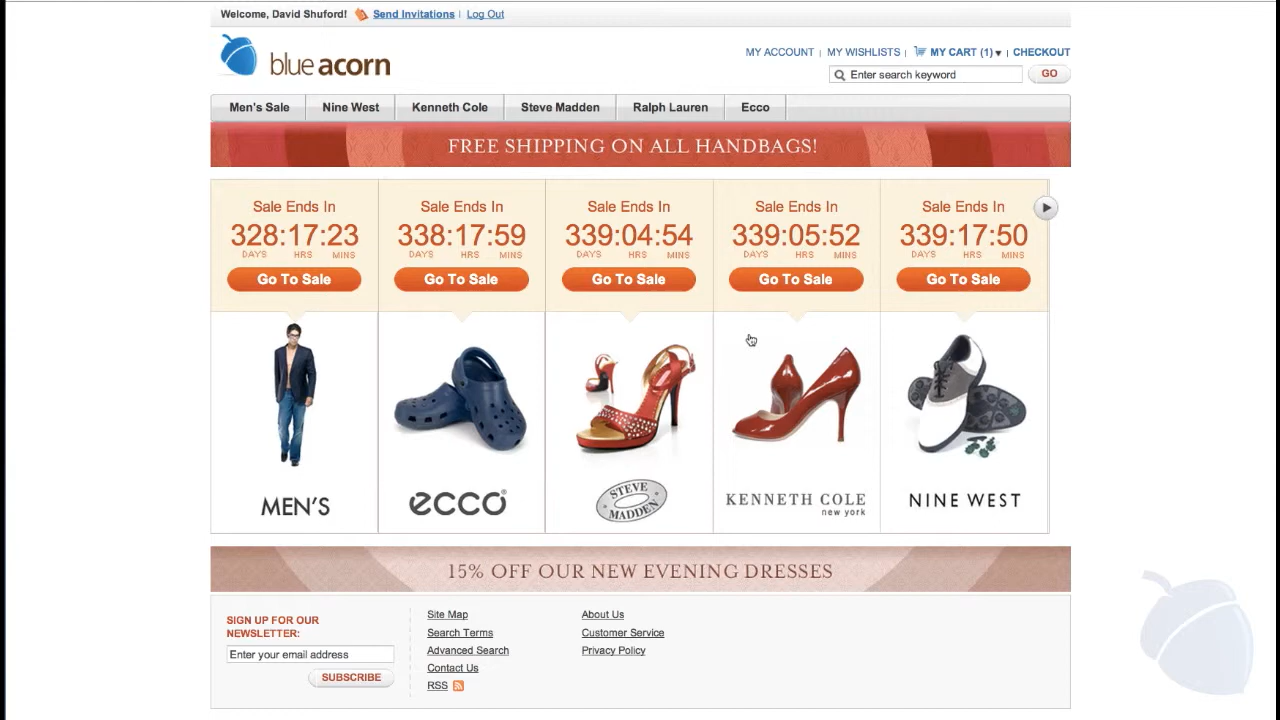 Welcome, David Shuford! Send Invitations | Log Out
blue acorn
MY ACCOUNT | MY WISHLISTS | MY CART (1) | CHECKOUT
Enter search keyword GO
Men's Sale Nine West Kenneth Cole Steve Madden Ralph Lauren Ecco
FREE SHIPPING ON ALL HANDBAGS!
Sale Ends In Sale Ends In Sale Ends In Sale Ends In Sale Ends In
328:17:23 338:17:59 339:04:54 339:05:52 339:17:50
DAYS HRS MINS DAYS HRS MINS DAYS HRS MINS DAYS HRS MINS DAYS HRS MINS
Go To Sale Go To Sale Go To Sale Go To Sale Go To Sale
MEN'S ecco® STEVE MADDEN KENNETH COLE NINE WEST
new york
15% OFF OUR NEW EVENING DRESSES
SIGN UP FOR OUR
NEWSLETTER:
Enter your email address
SUBSCRIBE
Site Map
Search Terms
Advanced Search
Contact Us
RSS
About Us
Customer Service
Privacy Policy